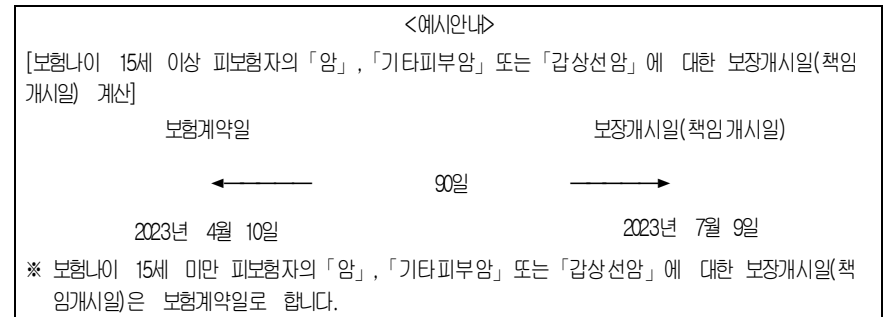 <예시안내>
[보험나이 15세 이상 피보험자의「암」,「기타피부암」또는「갑상선암」에 대한 보장개시일(책임
개시일) 계산]
보험계약일 보장개시일(책임개시일)
90일
2023년 4월 10일 2023년 7월 9일
※ 보험나이 15세 미만 피보험자의「암」,「기타피부암」또는「갑상선암」에 대한 보장개시일(책
임개시일)은 보험계약일로 합니다.